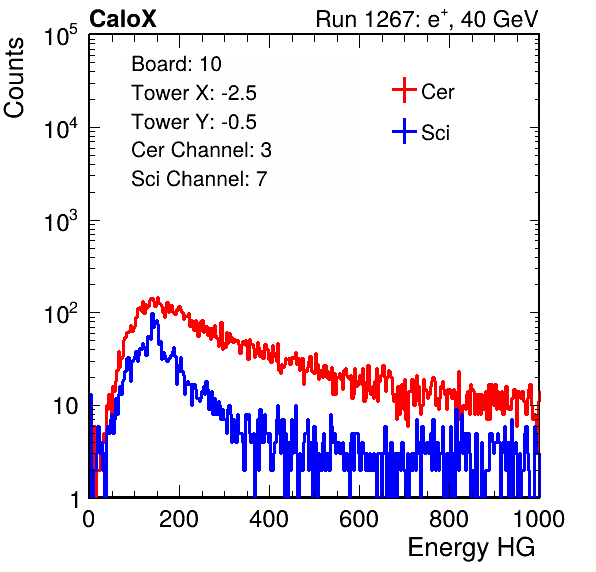 CaloX Run 1267: e⁺, 40 GeV
Counts
10⁵
10⁴
10³
10²
10
1
Board: 10
Tower X: -2.5
Tower Y: -0.5
Cer Channel: 3
Sci Channel: 7
Cer
Sci
0 200 400 600 800 1000
Energy HG